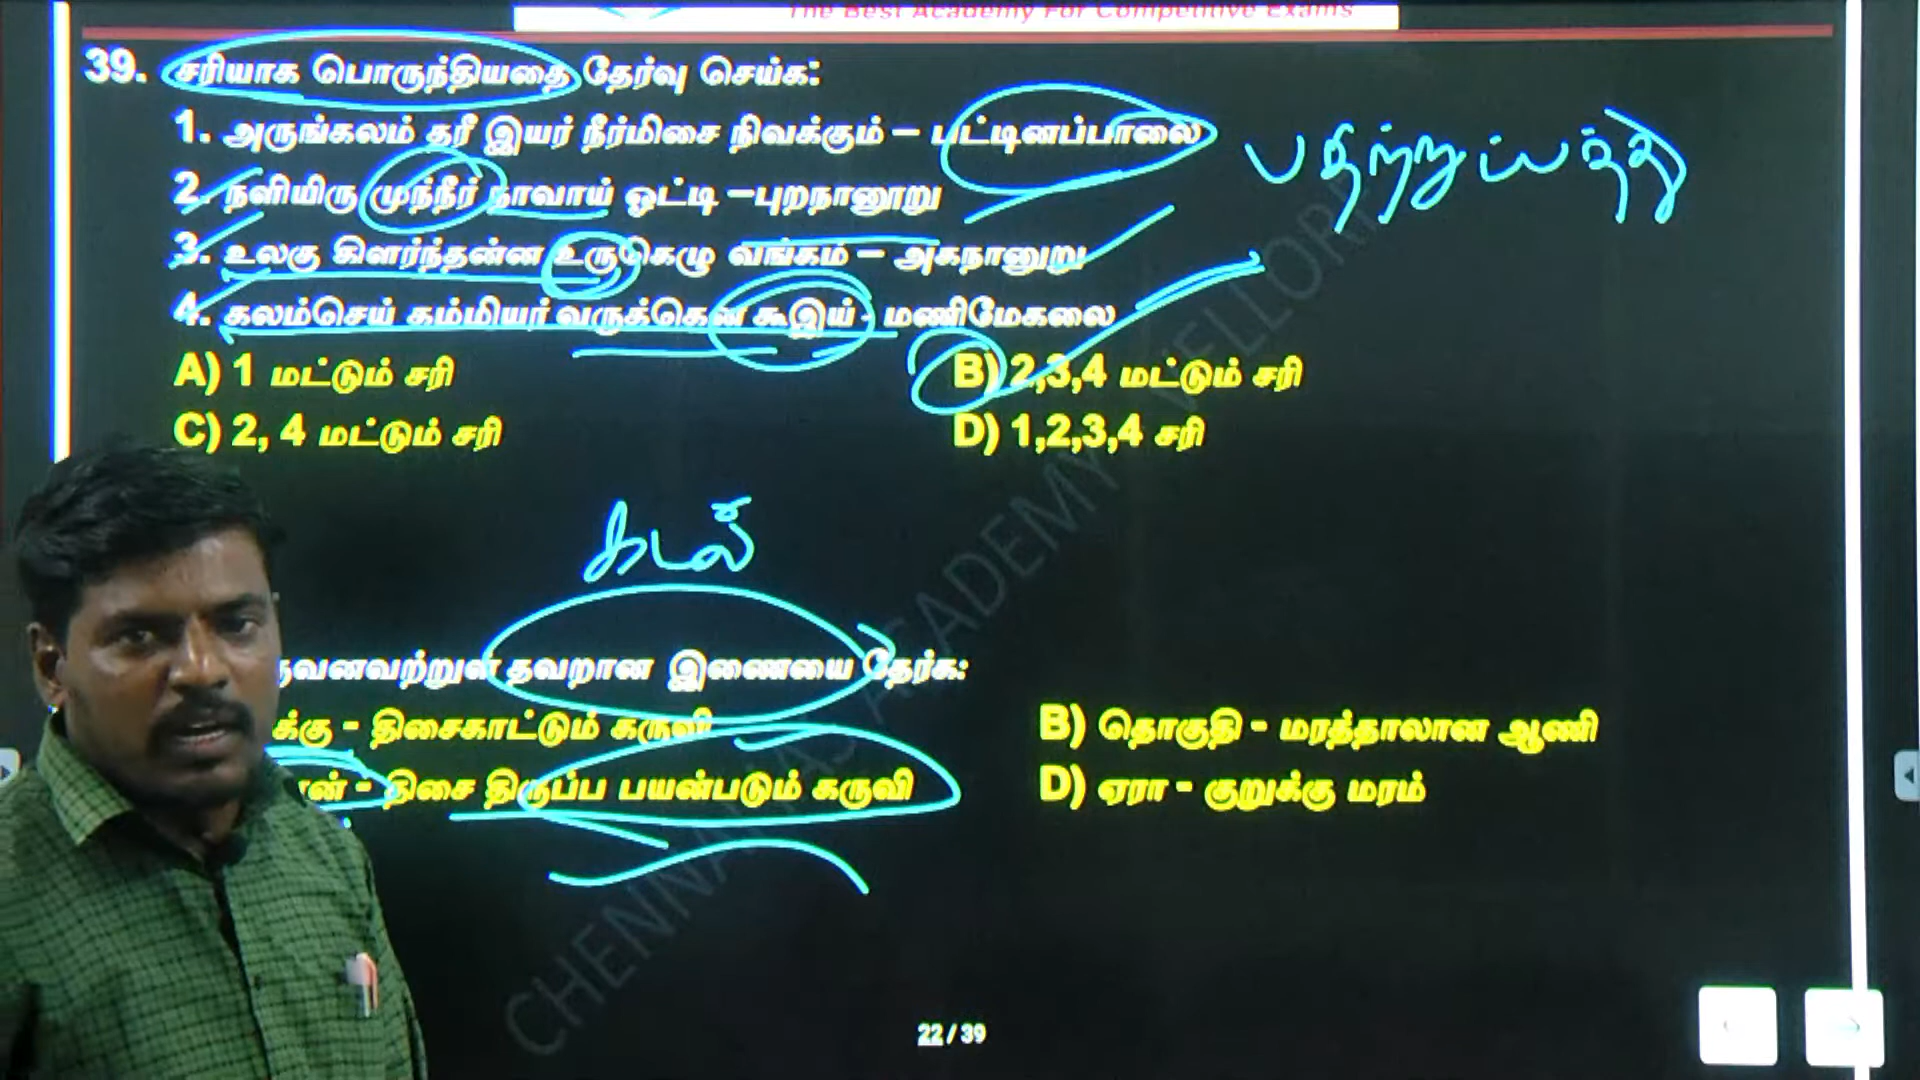 The Best Academy For Competitive Exams
39. சரியாக பொருந்தியதை தேர்வு செய்க:
1. அருங்கலம் தரீ இயர் நீர்மிசை நிவக்கும் – பட்டினப்பாலை
பதிற்றுப்பத்து
2. நளியிரு முந்நீர் நாவாய் ஓட்டி –புறநானூறு
3. உலகு கிளர்ந்தன்ன உருகெழு வங்கம் – அகநானுறு
4. கலம்செய் கம்மியர் வருக்கென கூஇய் - மணிமேகலை
A) 1 மட்டும் சரி B) 2,3,4 மட்டும் சரி
C) 2, 4 மட்டும் சரி D) 1,2,3,4 சரி
கடல்
தவறான இணையை தேர்க:
க்கு - திசைகாட்டும் கருவி B) தொகுதி - மரத்தாலான ஆணி
ான் - திசை திருப்ப பயன்படும் கருவி D) ஏரா - குறுக்கு மரம்
CHENNAI IAS ACADEMY VELLORE
22 / 39